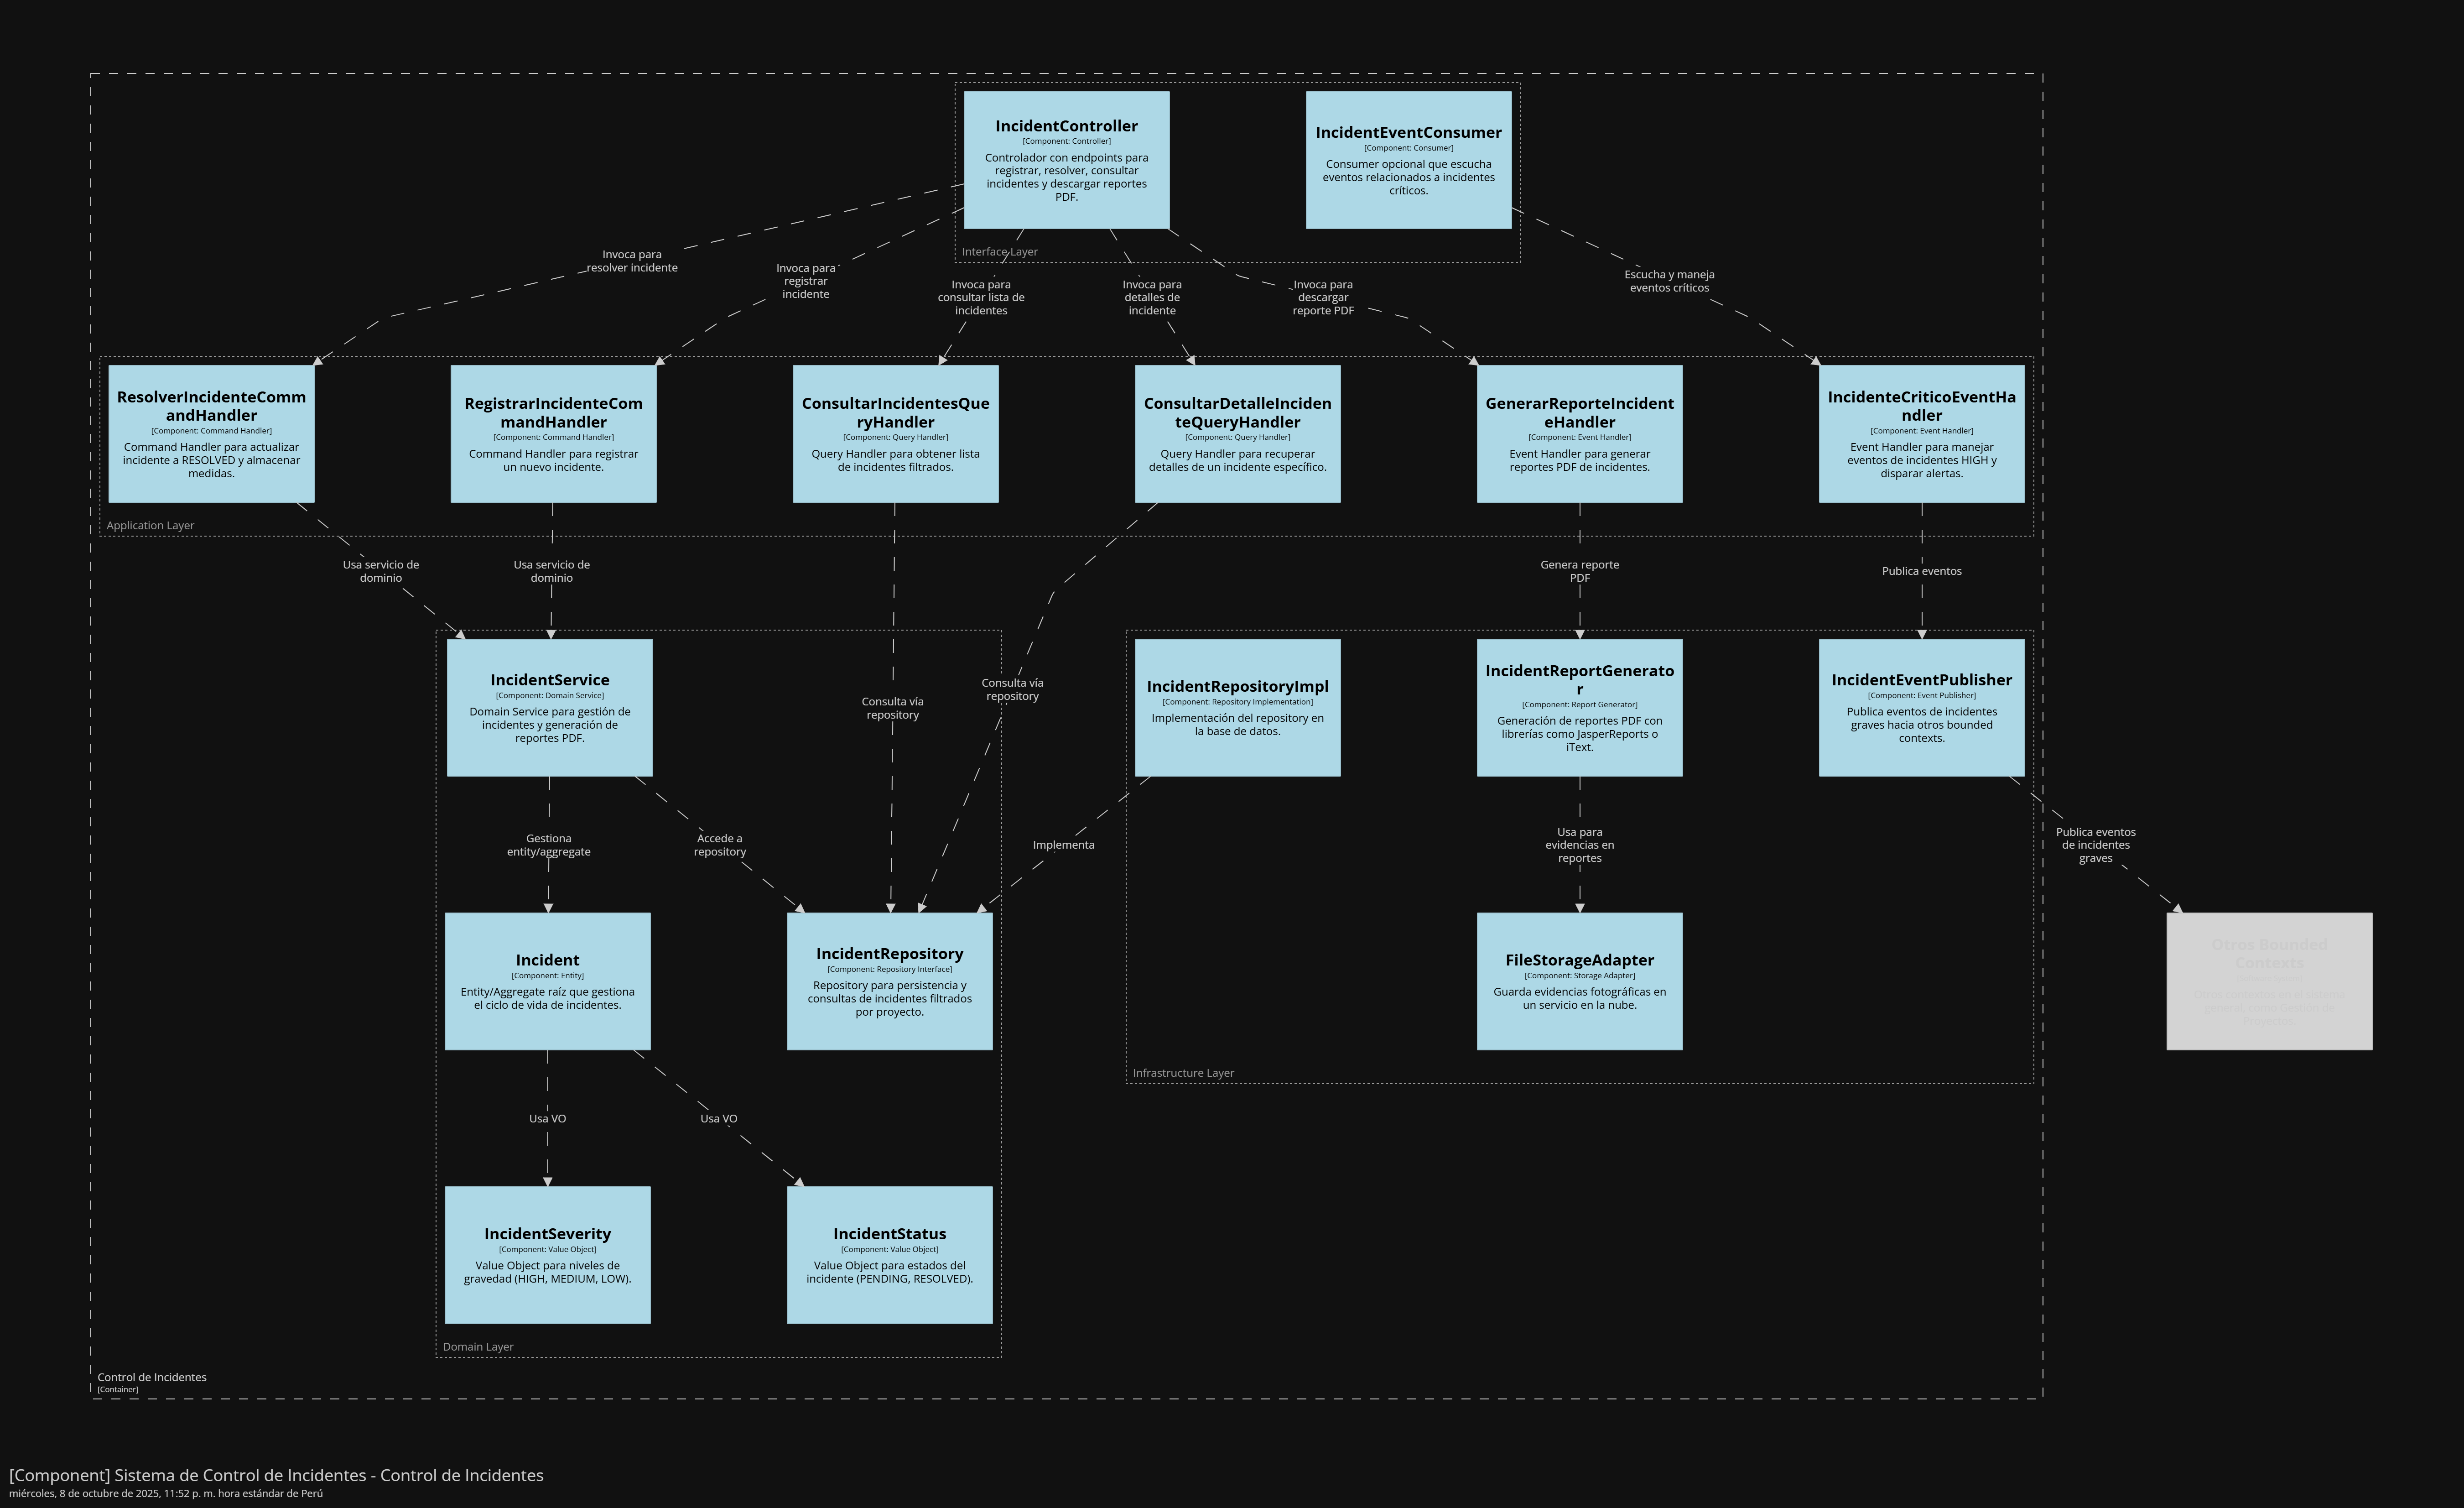 IncidentController
[Component: Controller]
Controlador con endpoints para
registrar, resolver, consultar
incidentes y descargar reportes
PDF.
IncidentEventConsumer
[Component: Consumer]
Consumer opcional que escucha
eventos relacionados a incidentes
críticos.
Interface Layer
Invoca para
resolver incidente
Invoca para
registrar
incidente
Invoca para
consultar lista de
incidentes
Invoca para
detalles de
incidente
Invoca para
descargar
reporte PDF
Escucha y maneja
eventos críticos
ResolverIncidenteComm
andHandler
[Component: Command Handler]
Command Handler para actualizar
incidente a RESOLVED y almacenar
medidas.
RegistrarIncidenteCom
mandHandler
[Component: Command Handler]
Command Handler para registrar
un nuevo incidente.
ConsultarIncidentesQue
ryHandler
[Component: Query Handler]
Query Handler para obtener lista
de incidentes filtrados.
ConsultarDetalleInciden
teQueryHandler
[Component: Query Handler]
Query Handler para recuperar
detalles de un incidente específico.
GenerarReporteIncident
eHandler
[Component: Event Handler]
Event Handler para generar
reportes PDF de incidentes.
IncidenteCriticoEventHa
ndler
[Component: Event Handler]
Event Handler para manejar
eventos de incidentes HIGH y
disparar alertas.
Application Layer
Usa servicio de
dominio
Usa servicio de
dominio
Genera reporte
PDF
Publica eventos
IncidentService
[Component: Domain Service]
Domain Service para gestión de
incidentes y generación de
reportes PDF.
Consulta vía
repository
Consulta vía
repository
IncidentRepositoryImpl
[Component: Repository Implementation]
Implementación del repository en
la base de datos.
IncidentReportGenerato
r
[Component: Report Generator]
Generación de reportes PDF con
librerías como JasperReports o
iText.
IncidentEventPublisher
[Component: Event Publisher]
Publica eventos de incidentes
graves hacia otros bounded
contexts.
Gestiona
entity/aggregate
Accede a
repository
Implementa
Usa para
evidencias en
reportes
Publica eventos
de incidentes
graves
Incident
[Component: Entity]
Entity/Aggregate raíz que gestiona
el ciclo de vida de incidentes.
IncidentRepository
[Component: Repository Interface]
Repository para persistencia y
consultas de incidentes filtrados
por proyecto.
FileStorageAdapter
[Component: Storage Adapter]
Guarda evidencias fotográficas en
un servicio en la nube.
Otros Bounded
Contexts
Infrastructure Layer
Usa VO
Usa VO
IncidentSeverity
[Component: Value Object]
Value Object para niveles de
gravedad (HIGH, MEDIUM, LOW).
IncidentStatus
[Component: Value Object]
Value Object para estados del
incidente (PENDING, RESOLVED).
Domain Layer
Control de Incidentes
[Container]
[Component] Sistema de Control de Incidentes - Control de Incidentes
miércoles, 8 de octubre de 2025, 11:52 p. m. hora estándar de Perú